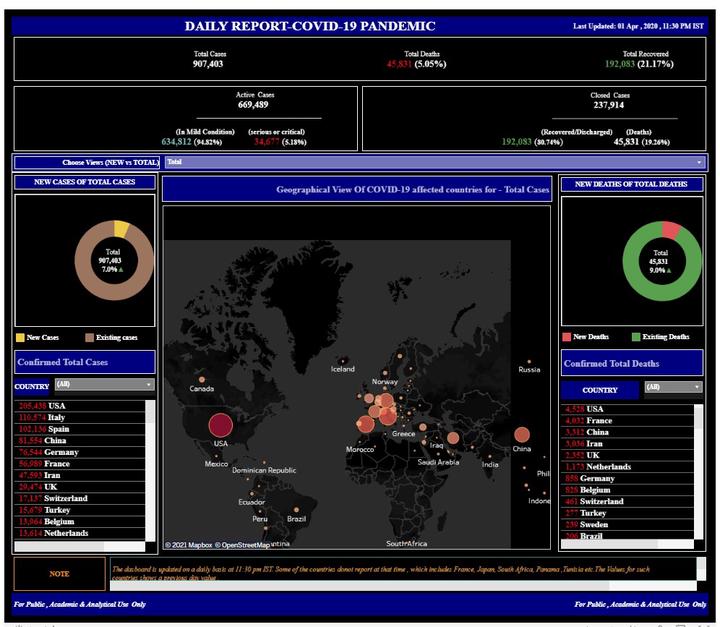 DAILY REPORT-COVID-19 PANDEMIC
Last Updated: 01 Apr , 2020 , 11:30 PM IST
Total Cases
907,403
Total Deaths
45,831 (5.05%)
Total Recovered
192,083 (21.17%)
Active Cases
669,489
(In Mild Condition)
634,812 (94.82%)
(serious or critical)
34,677 (5.18%)
Closed Cases
237,914
(Recovered/Discharged)
192,083 (80.74%)
(Deaths)
45,831 (19.26%)
Choose Views (NEW vs TOTAL)
Total
NEW CASES OF TOTAL CASES
Total
907,403
7.0% ▲
New Cases
Existing cases
Confirmed Total Cases
COUNTRY
(All)
205,438 USA
110,574 Italy
102,136 Spain
81,554 China
76,544 Germany
56,989 France
47,593 Iran
29,474 UK
17,137 Switzerland
15,679 Turkey
13,964 Belgium
13,614 Netherlands
Geographical View Of COVID-19 affected countries for - Total Cases
Iceland
Russia
Canada
Norway
USA
Greece
China
Morocco
Iraq
Mexico
Dominican Republic
Saudi Arabia
India
Phil
Ecuador
Indone
Peru
Brazil
ntina
South Africa
© 2021 Mapbox © OpenStreetMap
NEW DEATHS OF TOTAL DEATHS
Total
45,831
9.0% ▲
New Deaths
Existing Deaths
Confirmed Total Deaths
COUNTRY
(All)
4,528 USA
4,032 France
3,312 China
3,036 Iran
2,352 UK
1,173 Netherlands
858 Germany
828 Belgium
461 Switzerland
277 Turkey
239 Sweden
206 Brazil
NOTE
The dasboard is updated on a daily basis at 11:30 pm IST. Some of the countries donot report at that time , which includes France, Japan, South Africa, Panama ,Tunisia etc.The Values for such
countries shows a previous day value .
For Public , Academic & Analytical Use Only
For Public , Academic & Analytical Use Only